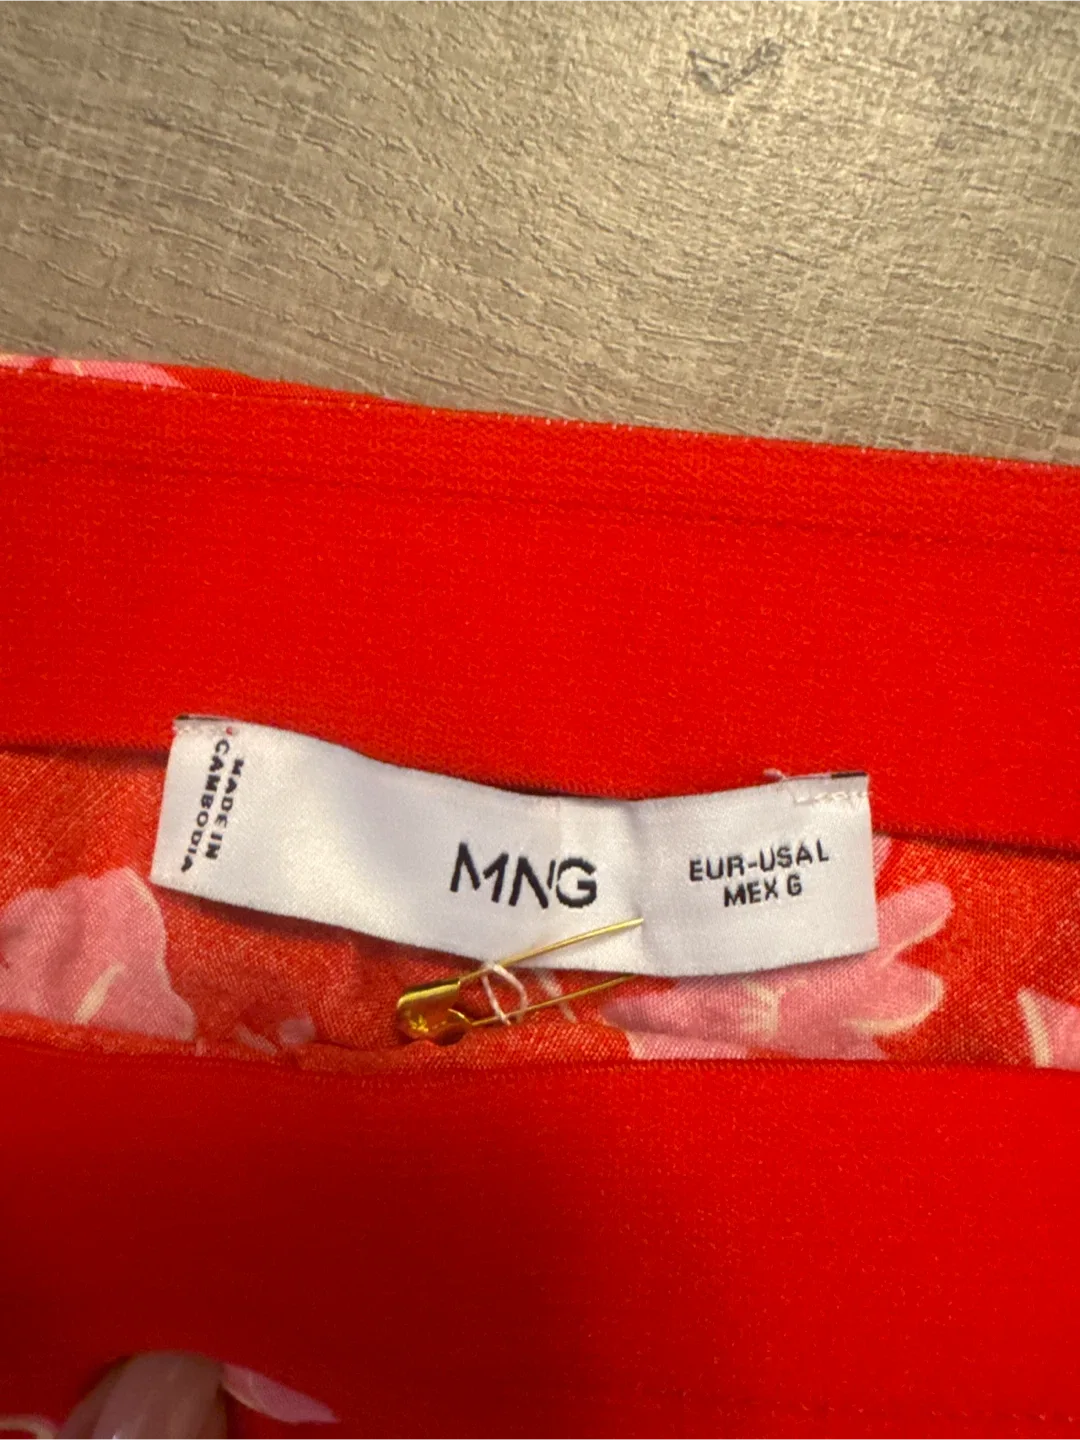 MADE IN
CAMBODIA
MNG
EUR-USA L
MEX G